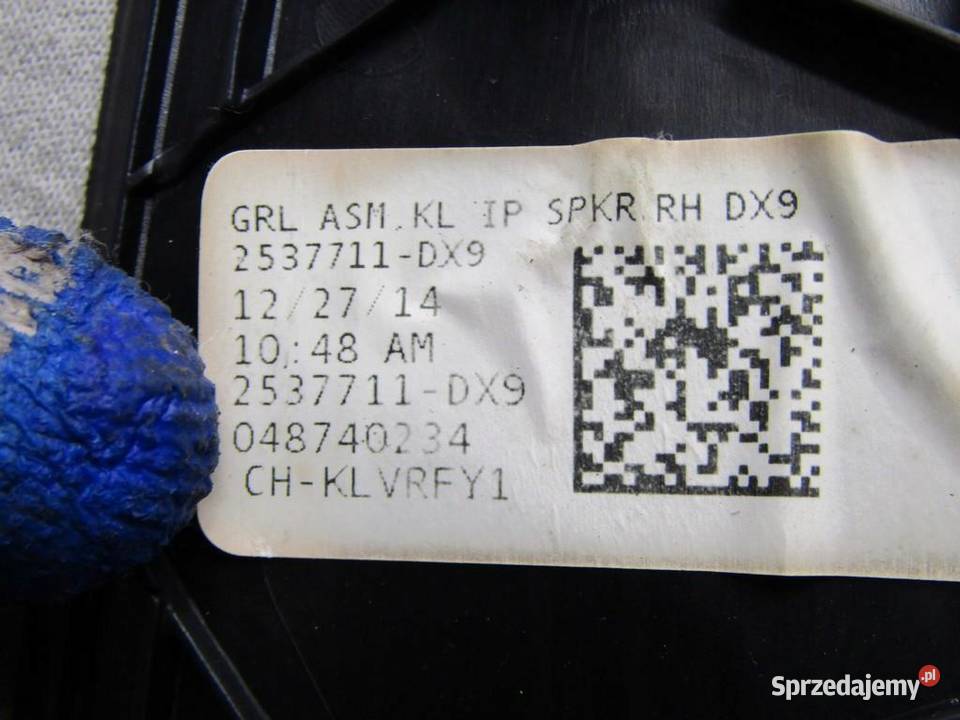 GRL ASM,KL IP SPKR RH DX9
2537711-DX9
12/27/14
10:48 AM
2537711-DX9
048740234
CH-KLVRFY1
Sprzedajemy.pl